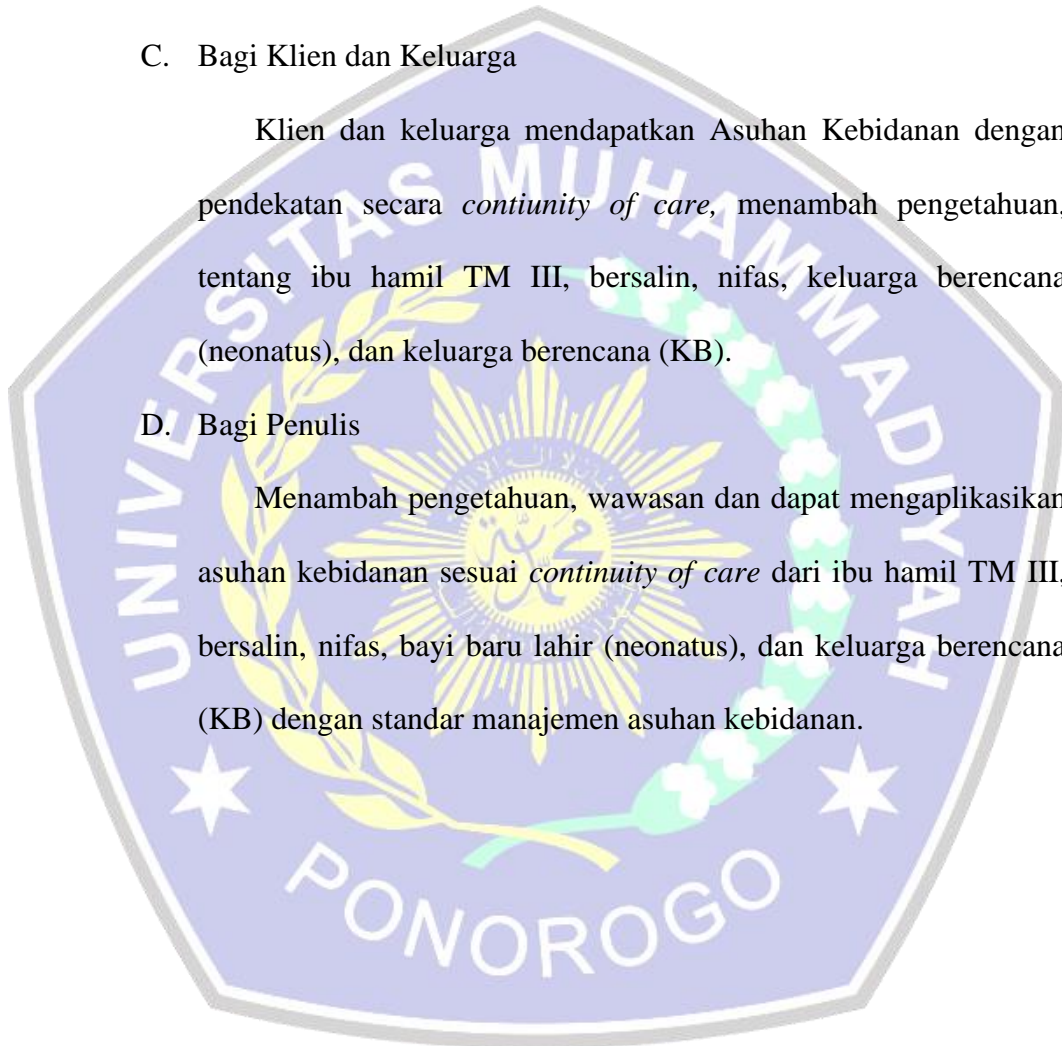 C. Bagi Klien dan Keluarga
Klien dan keluarga mendapatkan Asuhan Kebidanan dengan
pendekatan secara contiunity of care, menambah pengetahuan,
tentang ibu hamil TM III, bersalin, nifas, keluarga berencana
(neonatus), dan keluarga berencana (KB).
D. Bagi Penulis
Menambah pengetahuan, wawasan dan dapat mengaplikasikan
asuhan kebidanan sesuai continuity of care dari ibu hamil TM III,
bersalin, nifas, bayi baru lahir (neonatus), dan keluarga berencana
(KB) dengan standar manajemen asuhan kebidanan.
UNIVERSITAS MUHAMMADIYAH
PONOROGO